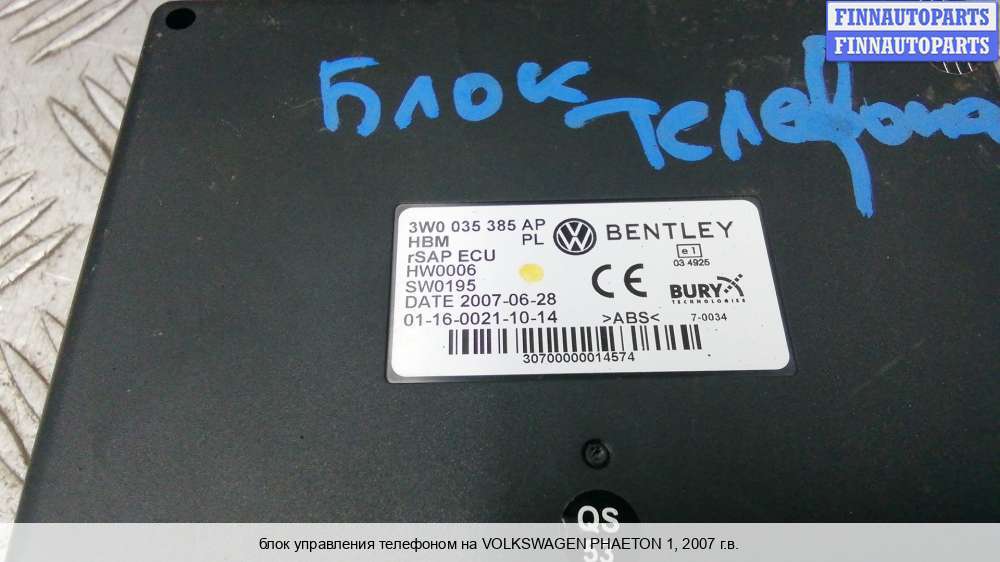 FINNAUTOPARTS
FINNAUTOPARTS
Блок
телефона
3W0 035 385 AP
HBM PL
rSAP ECU
HW0006
SW0195
DATE 2007-06-28
01-16-0021-10-14
BENTLEY
e1
03 4925
CE
BURY
TECHNOLOGIES
>ABS<
7-0034
30700000014574
QS
53
блок управления телефоном на VOLKSWAGEN PHAETON 1, 2007 г.в.